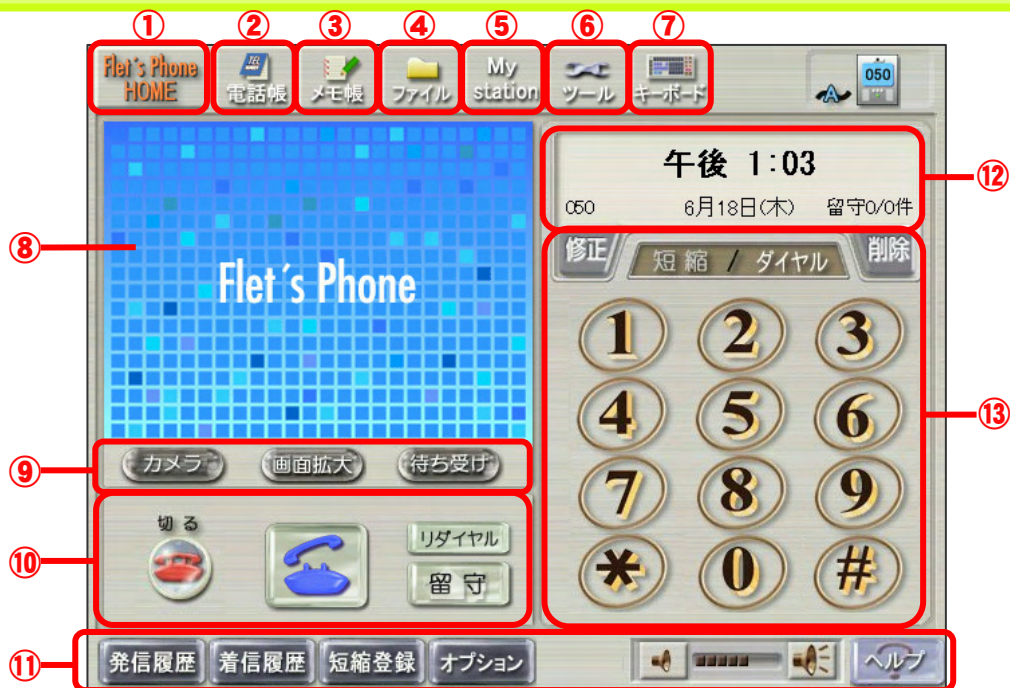 ① ② ③ ④ ⑤ ⑥ ⑦
Flet's Phone HOME
電話帳
メモ帳
ファイル
My station
ツール
キーボード
050
⑧
Flet's Phone
午後 1:03
050 6月18日(木) 留守0/0件
⑫
修正 短縮 / ダイヤル 削除
1 2 3
4 5 6
7 8 9
* 0 #
⑬
⑨
カメラ 画面拡大 待ち受け
⑩
切る
リダイヤル
留守
⑪
発信履歴 着信履歴 短縮登録 オプション ヘルプ